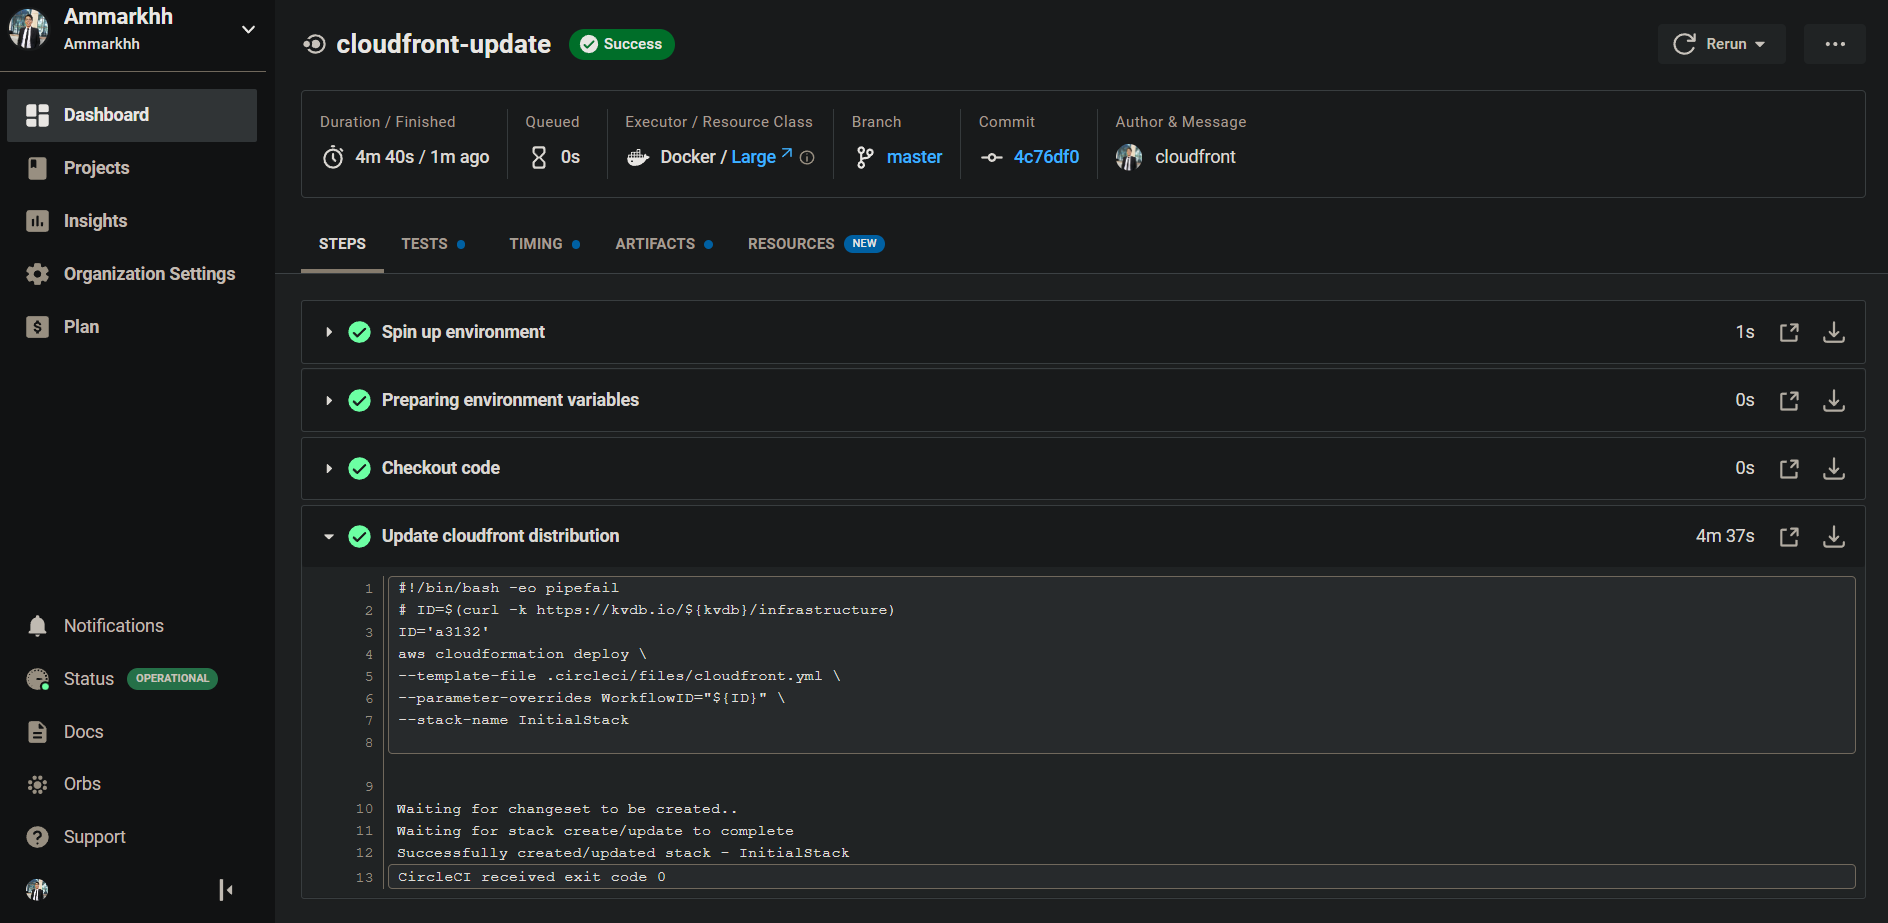 Ammarkhh
Ammarkhh
Dashboard
Projects
Insights
Organization Settings
Plan
Notifications
Status OPERATIONAL
Docs
Orbs
Support
cloudfront-update Success
Rerun
Duration / Finished
4m 40s / 1m ago
Queued
0s
Executor / Resource Class
Docker / Large
Branch
master
Commit
4c76df0
Author & Message
cloudfront
STEPS TESTS TIMING ARTIFACTS RESOURCES NEW
Spin up environment 1s
Preparing environment variables 0s
Checkout code 0s
Update cloudfront distribution 4m 37s
1 #!/bin/bash -eo pipefail
2 # ID=$(curl -k https://kvdb.io/${kvdb}/infrastructure)
3 ID='a3132'
4 aws cloudformation deploy \
5 --template-file .circleci/files/cloudfront.yml \
6 --parameter-overrides WorkflowID="${ID}" \
7 --stack-name InitialStack
8
9
10 Waiting for changeset to be created..
11 Waiting for stack create/update to complete
12 Successfully created/updated stack - InitialStack
13 CircleCI received exit code 0